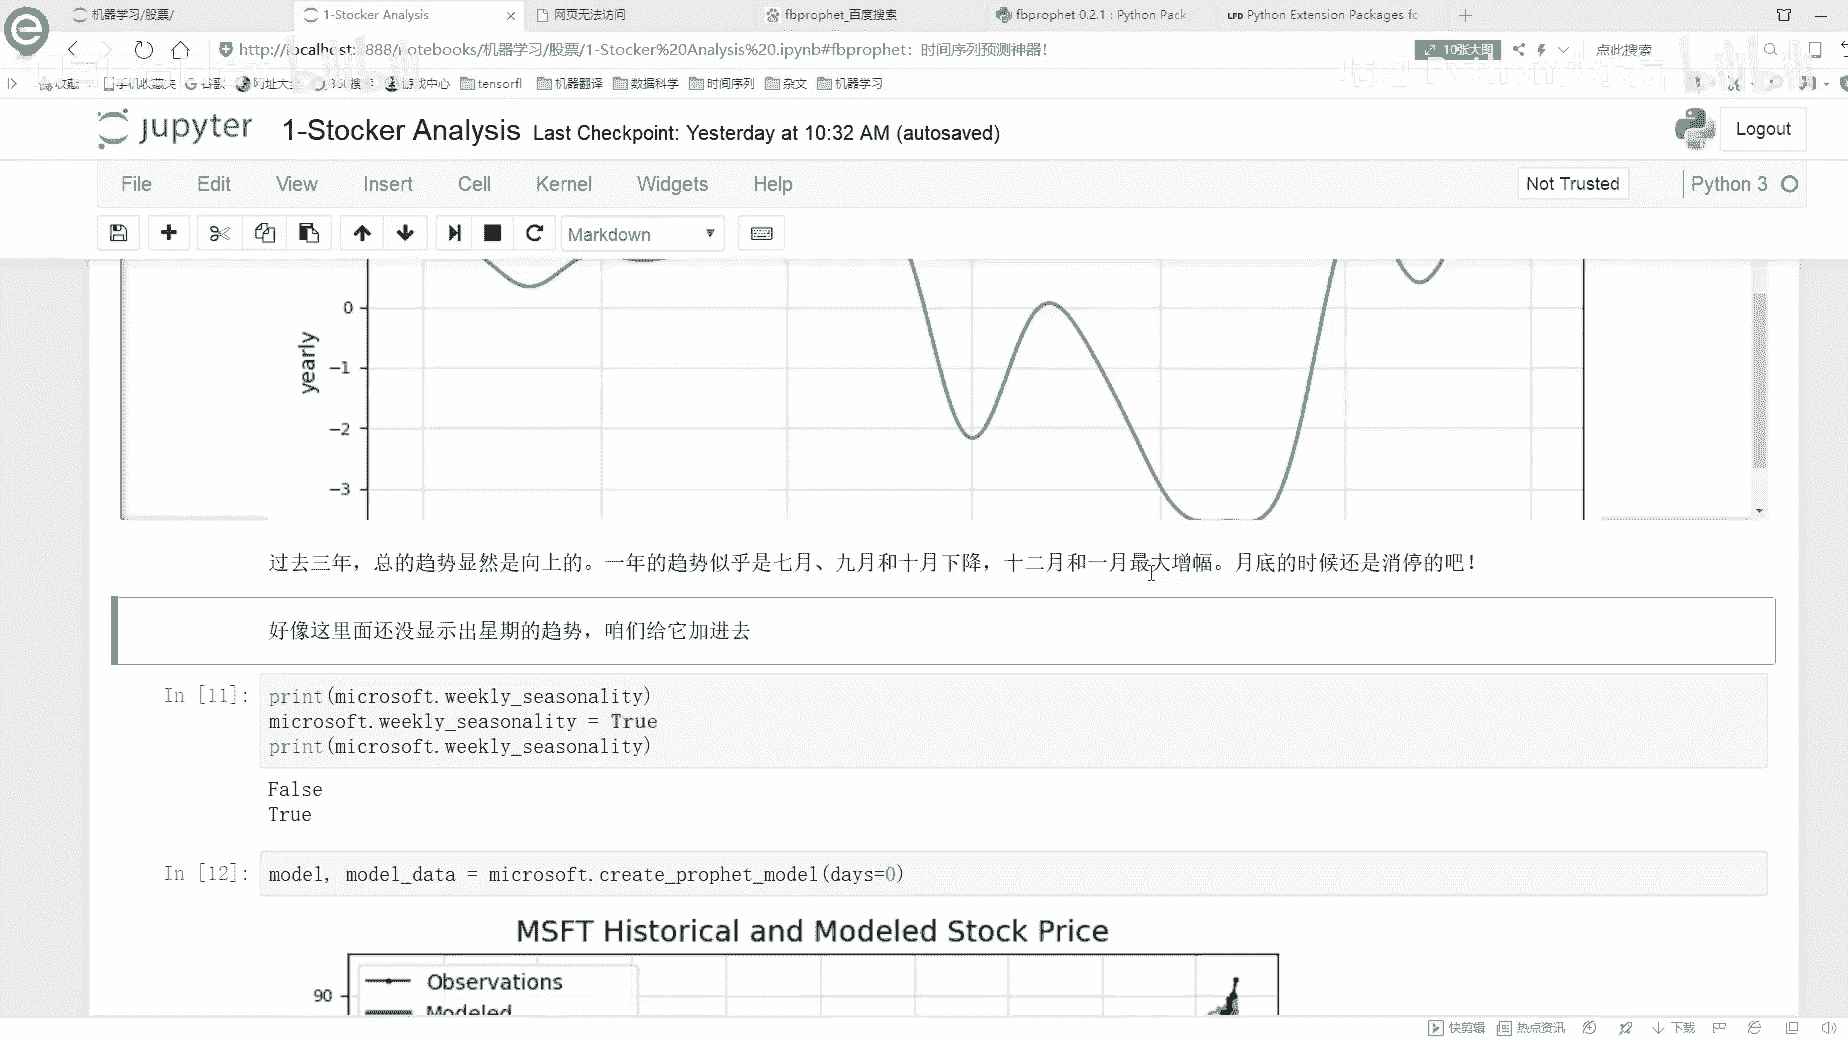 机器学习/股票/
1-Stocker Analysis
网页无法访问
fbprophet_百度搜索
fbprophet 0.2.1 : Python Pack
Python Extension Packages fc
888/notebooks/机器学习/股票/1-Stocker%20Analysis%20.ipynb#fbprophet：时间序列预测神器！
10张大图
点此搜索
tensorfl
机器翻译
数据科学
时间序列
杂文
机器学习
jupyter
1-Stocker Analysis Last Checkpoint: Yesterday at 10:32 AM (autosaved)
Logout
File Edit View Insert Cell Kernel Widgets Help
Not Trusted
Python 3
Markdown
0
yearly
−1
−2
−3
过去三年，总的趋势显然是向上的。一年的趋势似乎是七月、九月和十月下降，十二月和一月最大增幅。月底的时候还是消停的吧！
好像这里面还没显示出星期的趋势，咱们给它加进去
In [11]: print(microsoft.weekly_seasonality)
microsoft.weekly_seasonality = True
print(microsoft.weekly_seasonality)
False
True
In [12]: model, model_data = microsoft.create_prophet_model(days=0)
MSFT Historical and Modeled Stock Price
Observations
90
Modeled
快剪辑
热点资讯
下载